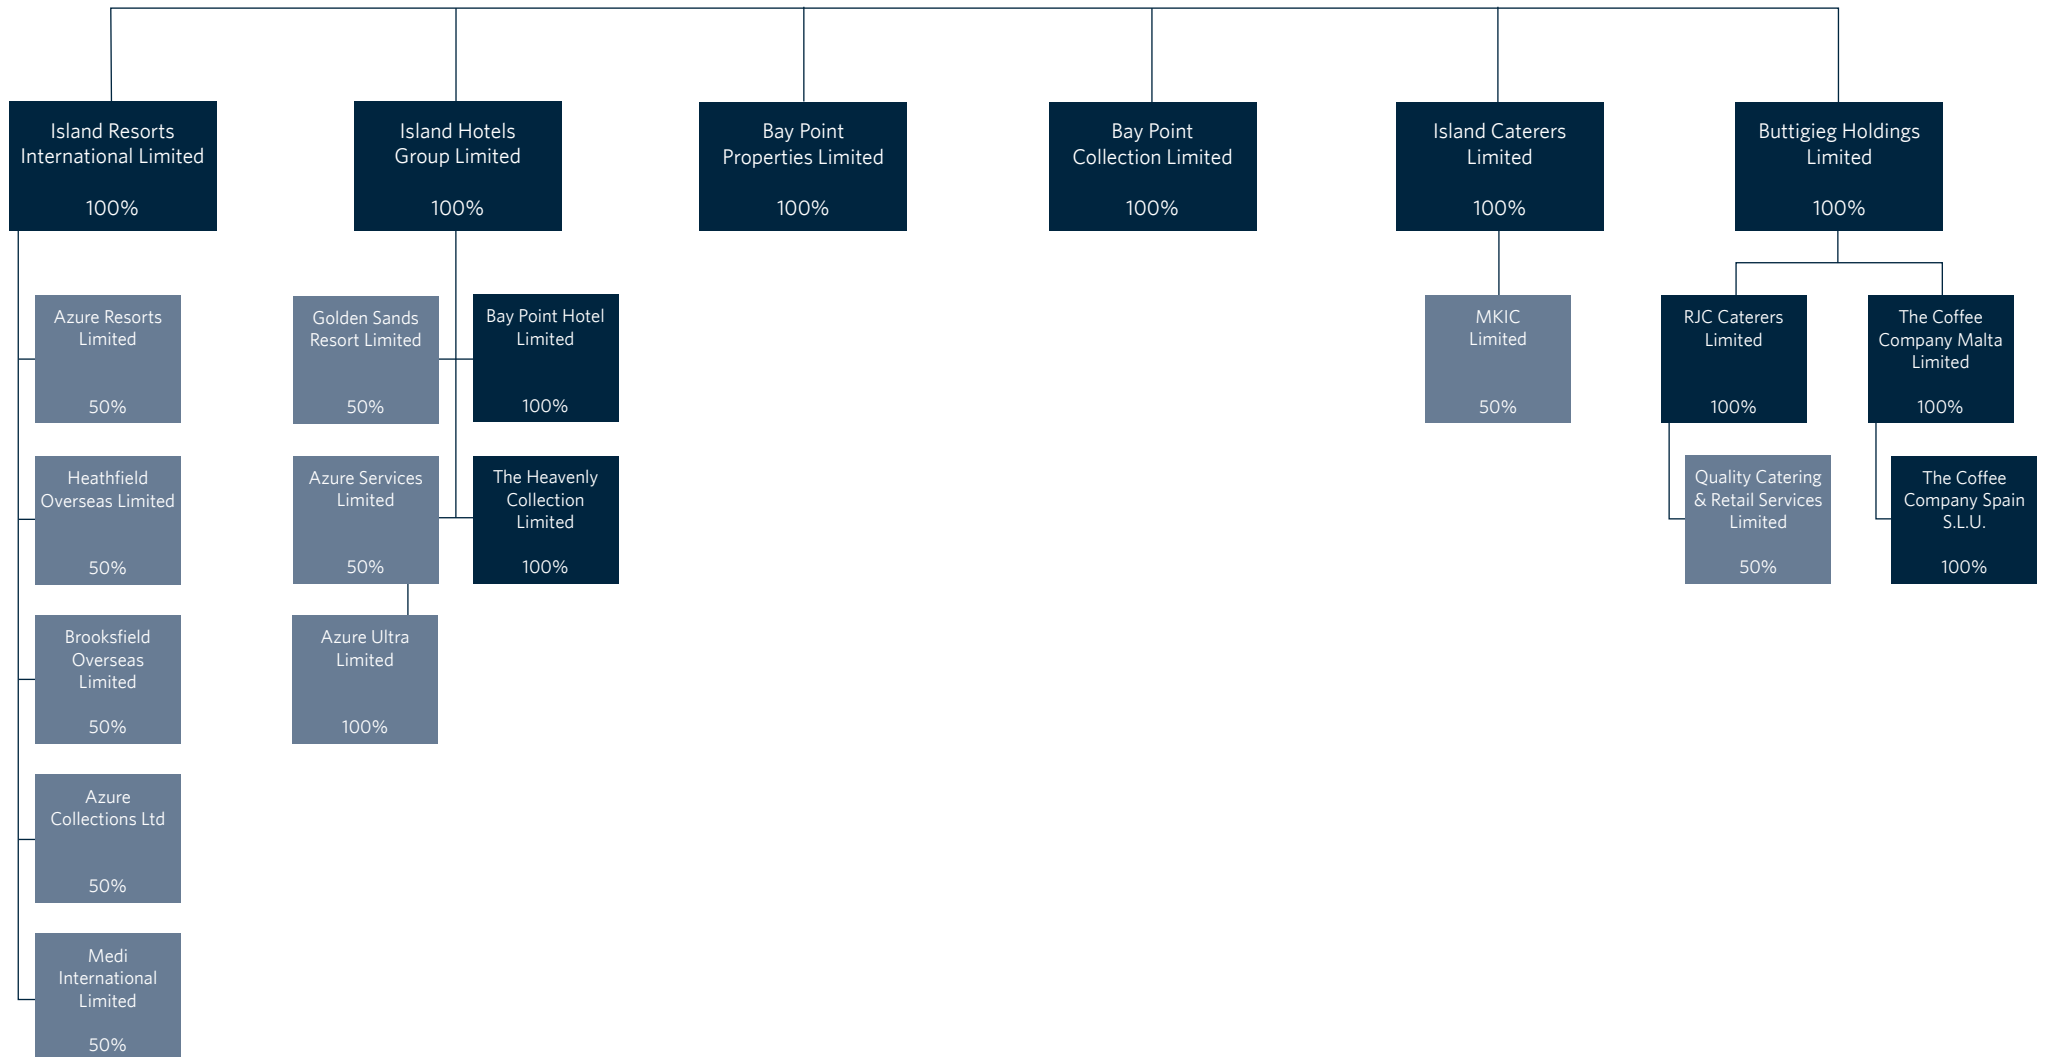 Island Resorts
International Limited
100%
Island Hotels
Group Limited
100%
Bay Point
Properties Limited
100%
Bay Point
Collection Limited
100%
Island Caterers
Limited
100%
Buttigieg Holdings
Limited
100%
Azure Resorts
Limited
50%
Golden Sands
Resort Limited
50%
Bay Point Hotel
Limited
100%
MKIC
Limited
50%
RJC Caterers
Limited
100%
The Coffee
Company Malta
Limited
100%
Heathfield
Overseas Limited
50%
Azure Services
Limited
50%
The Heavenly
Collection
Limited
100%
Quality Catering
& Retail Services
Limited
50%
The Coffee
Company Spain
S.L.U.
100%
Brooksfield
Overseas
Limited
50%
Azure Ultra
Limited
100%
Azure
Collections Ltd
50%
Medi
International
Limited
50%